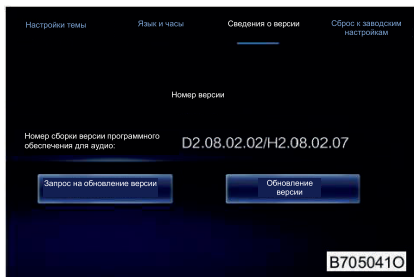 Настройки темы
Язык и часы
Сведения о версии
Сброс к заводским
настройкам
Номер версии
Номер сборки версии программного
обеспечения для аудио:
D2.08.02.02/H2.08.02.07
Запрос на обновление версии
Обновление
версии
B705041O